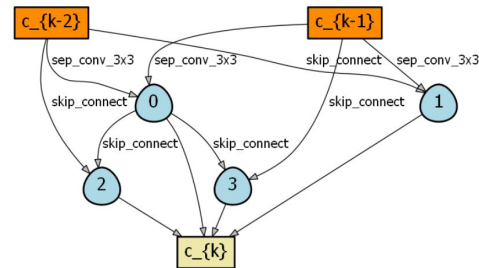 c_{k-2} c_{k-1}
sep_conv_3x3 sep_conv_3x3 skip_connect sep_conv_3x3
skip_connect 0 skip_connect 1
skip_connect skip_connect
2 3
c_{k}